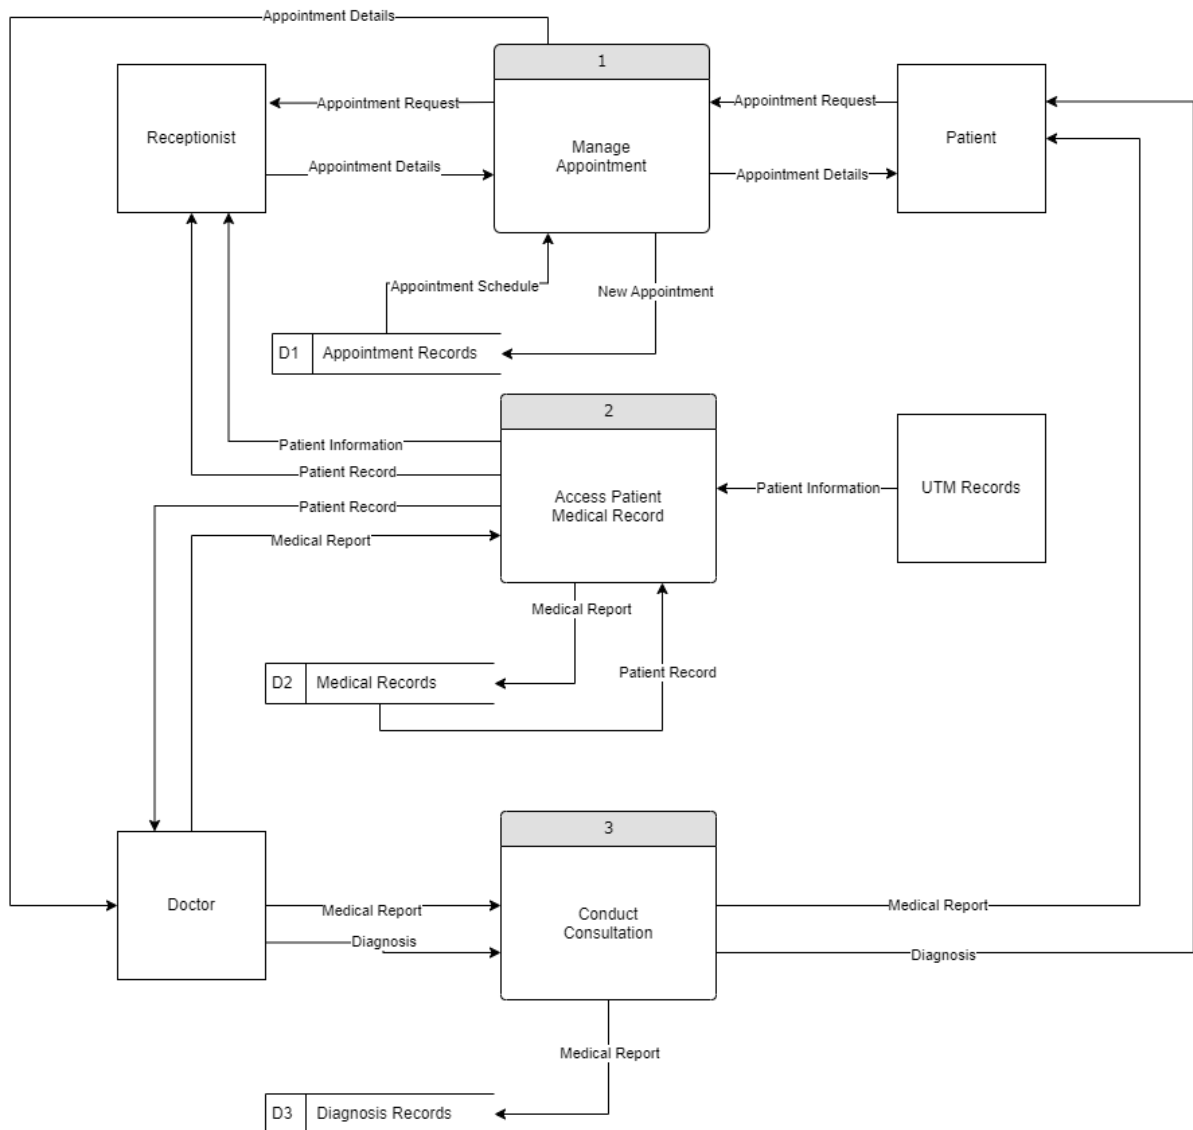 Appointment Details
1
Receptionist
Appointment Request
Manage
Appointment
Appointment Request
Patient
Appointment Details
Appointment Details
Appointment Schedule
New Appointment
D1
Appointment Records
2
Patient Information
Patient Record
Patient Record
Medical Report
Access Patient
Medical Record
Patient Information
UTM Records
Medical Report
Patient Record
D2
Medical Records
3
Doctor
Medical Report
Diagnosis
Conduct
Consultation
Medical Report
Diagnosis
Medical Report
D3
Diagnosis Records